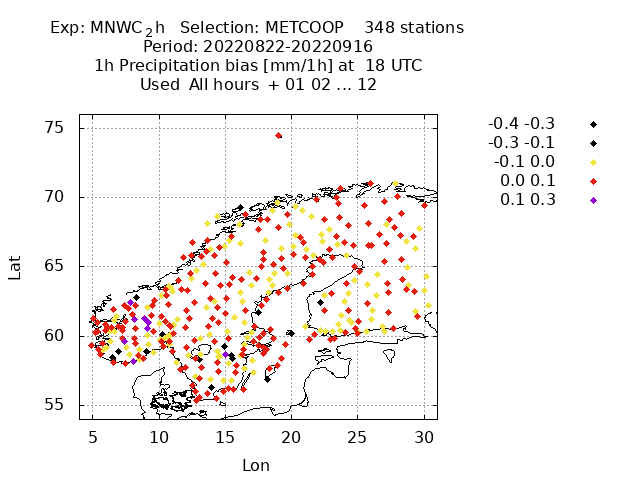 Exp: MNWC₂h Selection: METCOOP 348 stations
Period: 20220822-20220916
1h Precipitation bias [mm/1h] at 18 UTC
Used All hours + 01 02 ... 12
-0.4 -0.3
-0.3 -0.1
-0.1 0.0
0.0 0.1
0.1 0.3
75
70
65
60
55
Lat
5 10 15 20 25 30
Lon